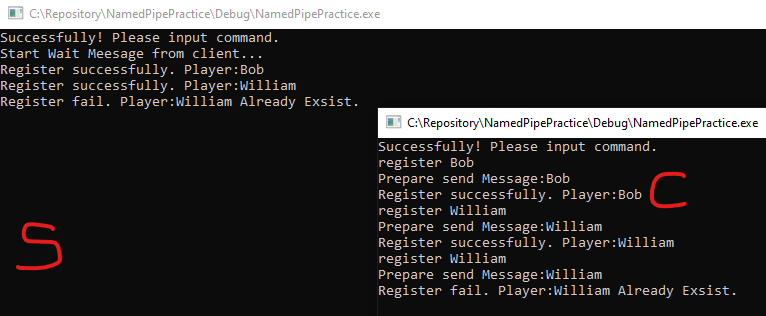 C:\Repository\NamedPipePractice\Debug\NamedPipePractice.exe
Successfully! Please input command.
Start Wait Meesage from client...
Register successfully. Player:Bob
Register successfully. Player:William
Register fail. Player:William Already Exsist.
S
C:\Repository\NamedPipePractice\Debug\NamedPipePractice.exe
Successfully! Please input command.
register Bob
Prepare send Message:Bob
Register successfully. Player:Bob
C
register William
Prepare send Message:William
Register successfully. Player:William
register William
Prepare send Message:William
Register fail. Player:William Already Exsist.